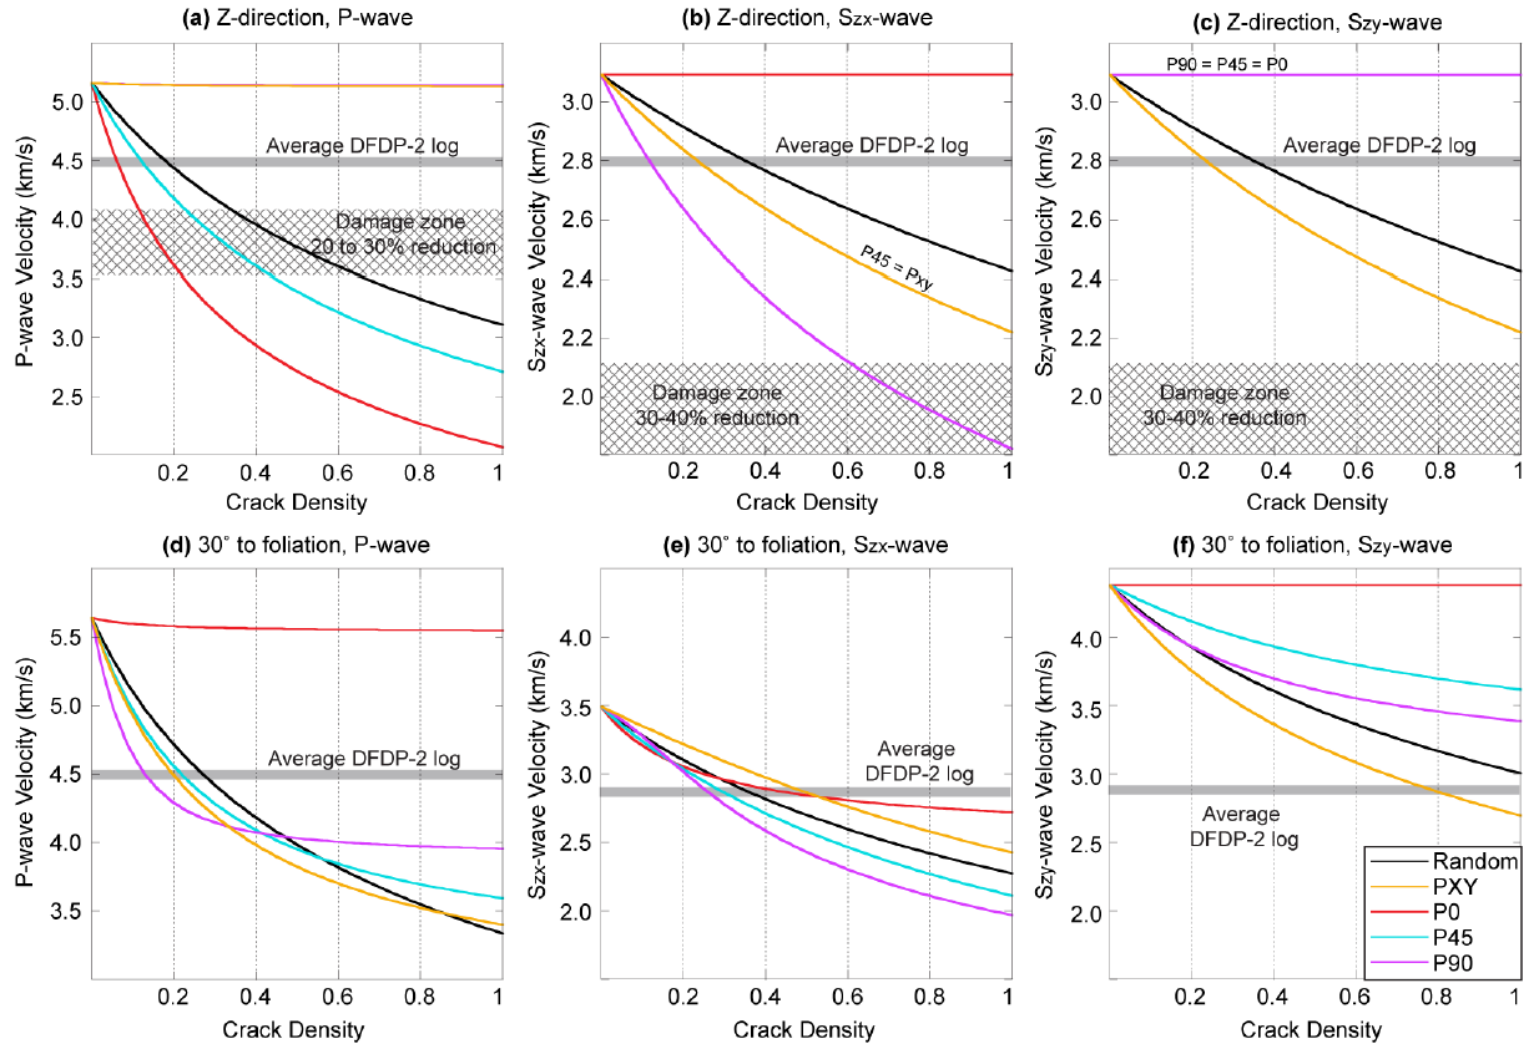 (a) Z-direction, P-wave
P-wave Velocity (km/s)
5.0
4.5
4.0
3.5
3.0
2.5
Average DFDP-2 log
Damage zone
20 to 30% reduction
0.2 0.4 0.6 0.8 1
Crack Density
(b) Z-direction, Szx-wave
Szx-wave Velocity (km/s)
3.0
2.8
2.6
2.4
2.2
2.0
Average DFDP-2 log
P45 = Pxy
Damage zone
30-40% reduction
0.2 0.4 0.6 0.8 1
Crack Density
(c) Z-direction, Szy-wave
Szy-wave Velocity (km/s)
P90 = P45 = P0
3.0
2.8
2.6
2.4
2.2
2.0
Average DFDP-2 log
Damage zone
30-40% reduction
0.2 0.4 0.6 0.8 1
Crack Density
(d) 30° to foliation, P-wave
P-wave Velocity (km/s)
5.5
5.0
4.5
4.0
3.5
Average DFDP-2 log
0.2 0.4 0.6 0.8 1
Crack Density
(e) 30° to foliation, Szx-wave
Szx-wave Velocity (km/s)
4.0
3.5
3.0
2.5
2.0
Average
DFDP-2 log
0.2 0.4 0.6 0.8 1
Crack Density
(f) 30° to foliation, Szy-wave
Szy-wave Velocity (km/s)
4.0
3.5
3.0
2.5
2.0
Average
DFDP-2 log
Random
PXY
P0
P45
P90
0.2 0.4 0.6 0.8 1
Crack Density